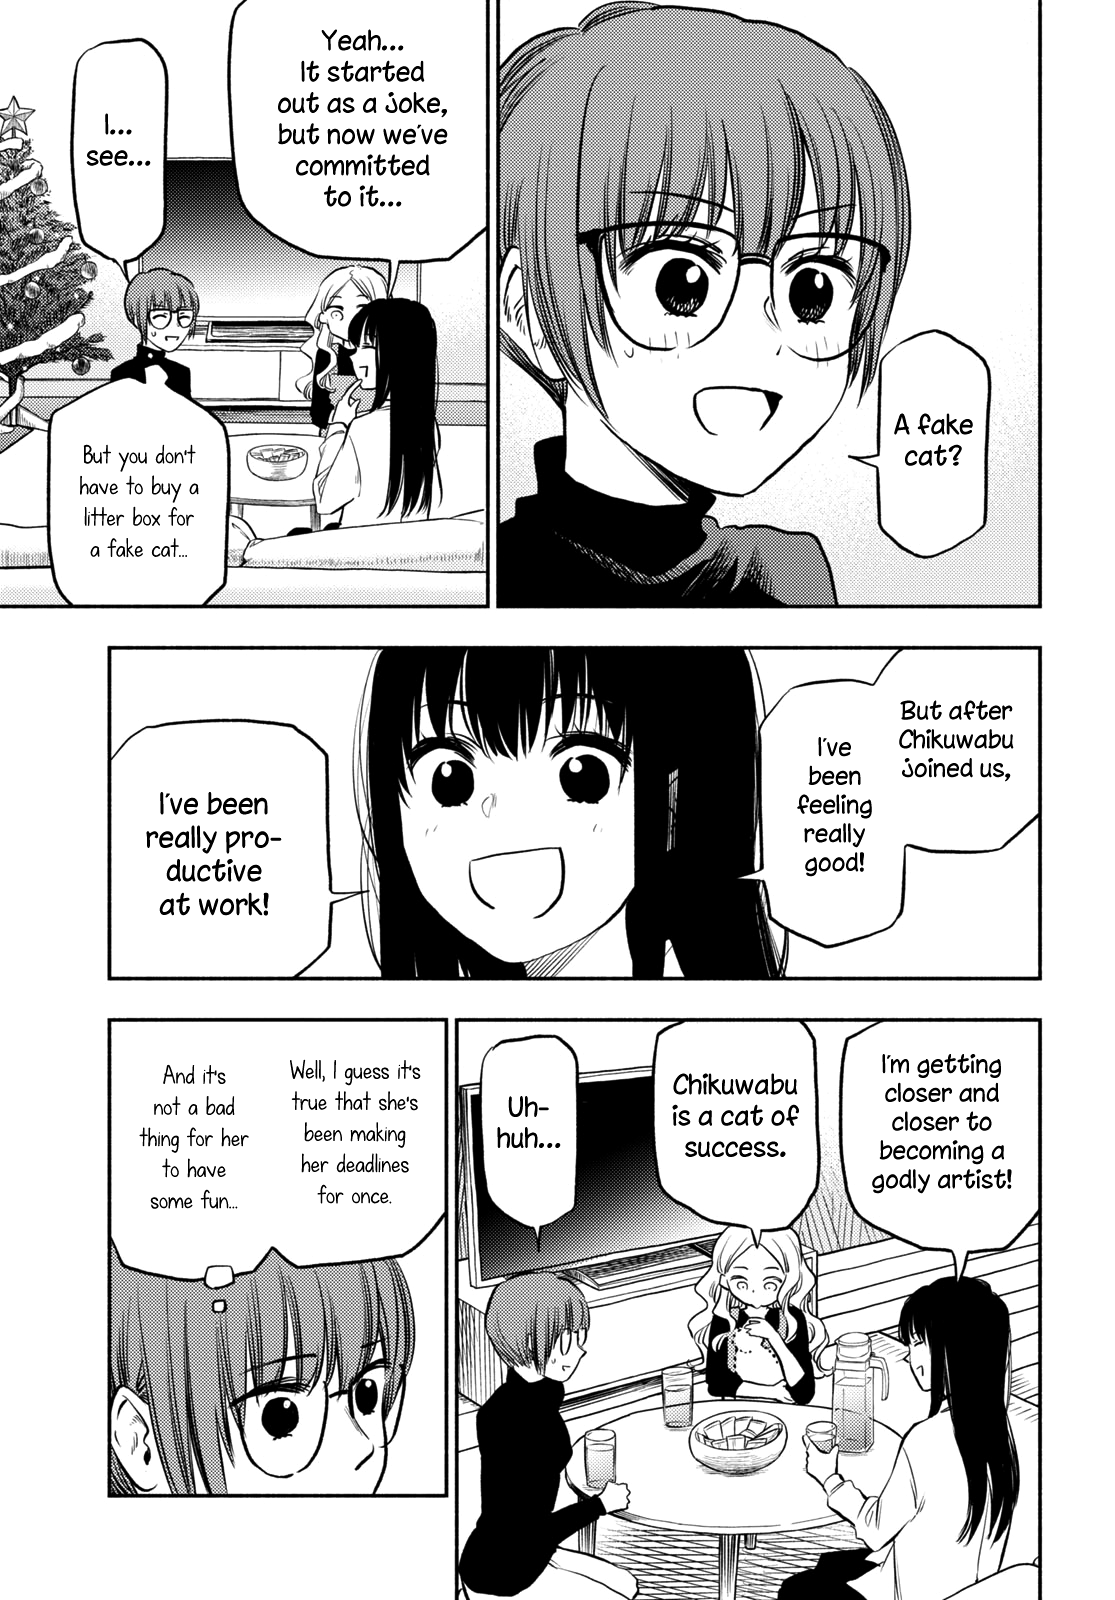 A fake
cat?
Yeah...
It started
out as a joke,
but now we've
committed
to it...
I...
see...
But you don't
have to buy a
litter box for
a fake cat...
But after
Chikuwabu
joined us,
I've
been
feeling
really
good!
I've been
really pro-
ductive
at work!
I'm getting
closer and
closer to
becoming a
godly artist!
Chikuwabu
is a cat of
success.
Uh-
huh...
Well, I guess it's
true that she's
been making
her deadlines
for once.
And it's
not a bad
thing for her
to have
some fun...